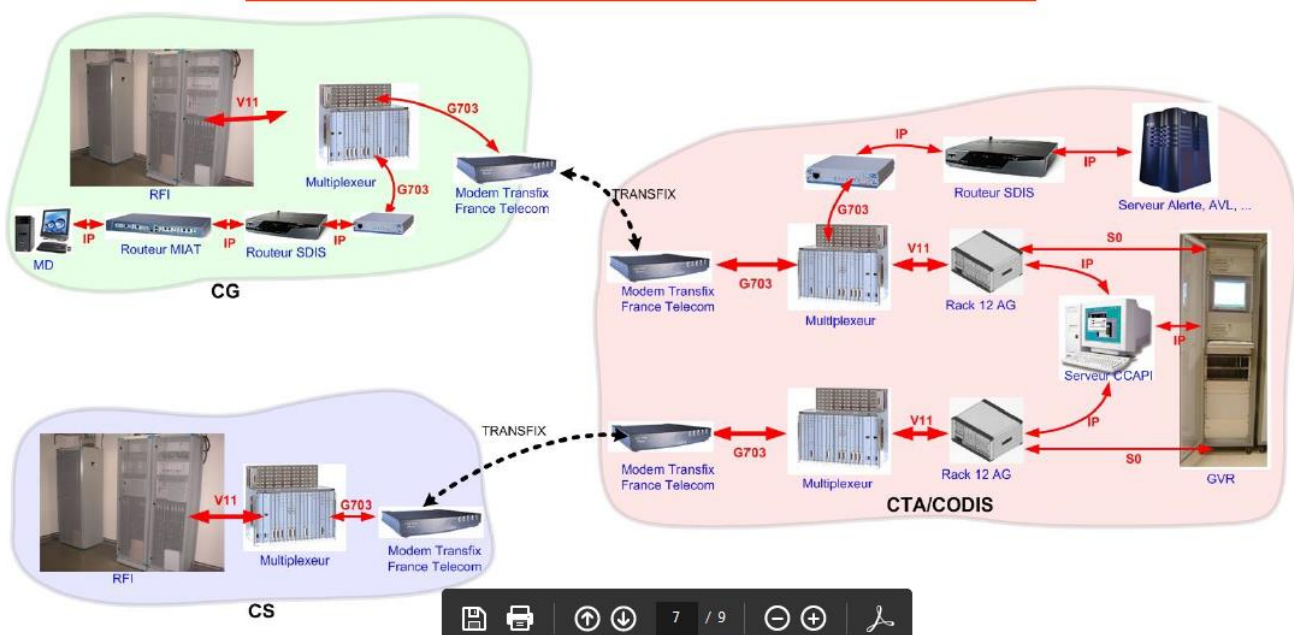 V11
G703
RFI
Multiplexeur
G703
Modem Transfix
France Telecom
TRANSFIX
IP
IP
IP
MD
Routeur MIAT
Routeur SDIS
CG
IP
IP
Routeur SDIS
Serveur Alerte, AVL, ...
G703
V11
S0
IP
G703
Modem Transfix
France Telecom
Multiplexeur
Rack 12 AG
IP
Serveur CCAPI
TRANSFIX
V11
IP
G703
S0
Modem Transfix
France Telecom
Multiplexeur
Rack 12 AG
GVR
CTA/CODIS
V11
G703
Multiplexeur
Modem Transfix
France Telecom
RFI
CS
7 / 9